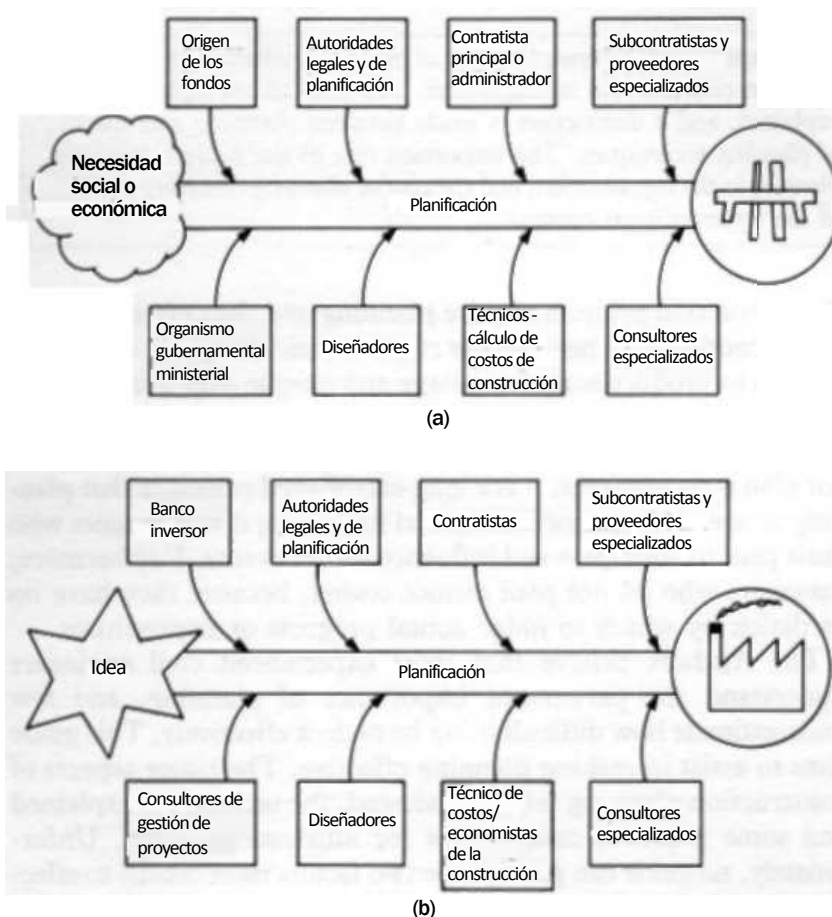 Origen
de los
fondos
Autoridades
legales y de
planificación
Contratista
principal o
administrador
Subcontratistas y
proveedores
especializados
Necesidad
social o
económica
Planificación
Organismo
gubernamental
ministerial
Diseñadores
Técnicos -
cálculo de
costos de
construcción
Consultores
especializados
(a)
Banco
inversor
Autoridades
legales y de
planificación
Contratistas
Subcontratistas y
proveedores
especializados
Idea
Planificación
Consultores de
gestión de
proyectos
Diseñadores
Técnico de
costos/
economistas
de la
construcción
Consultores
especializados
(b)